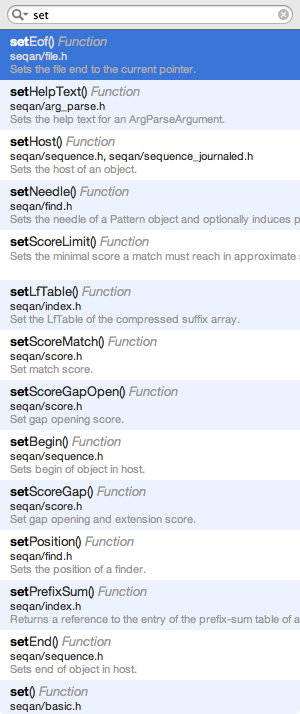 set
setEof() Function
seqan/file.h
Sets the file end to the current pointer.
setHelpText() Function
seqan/arg_parse.h
Sets the help text for an ArgParseArgument.
setHost() Function
seqan/sequence.h, seqan/sequence_journaled.h
Sets the host of an object.
setNeedle() Function
seqan/find.h
Sets the needle of a Pattern object and optionally induces p
setScoreLimit() Function
Sets the minimal score a match must reach in approximate
setLfTable() Function
seqan/index.h
Set the LfTable of the compressed suffix array.
setScoreMatch() Function
seqan/score.h
Set match score.
setScoreGapOpen() Function
seqan/score.h
Set gap opening score.
setBegin() Function
seqan/sequence.h
Sets begin of object in host.
setScoreGap() Function
seqan/score.h
Set gap opening and extension score.
setPosition() Function
seqan/find.h
Sets the position of a finder.
setPrefixSum() Function
seqan/index.h
Returns a reference to the entry of the prefix-sum table of a
setEnd() Function
seqan/sequence.h
Sets end of object in host.
set() Function
seqan/basic.h